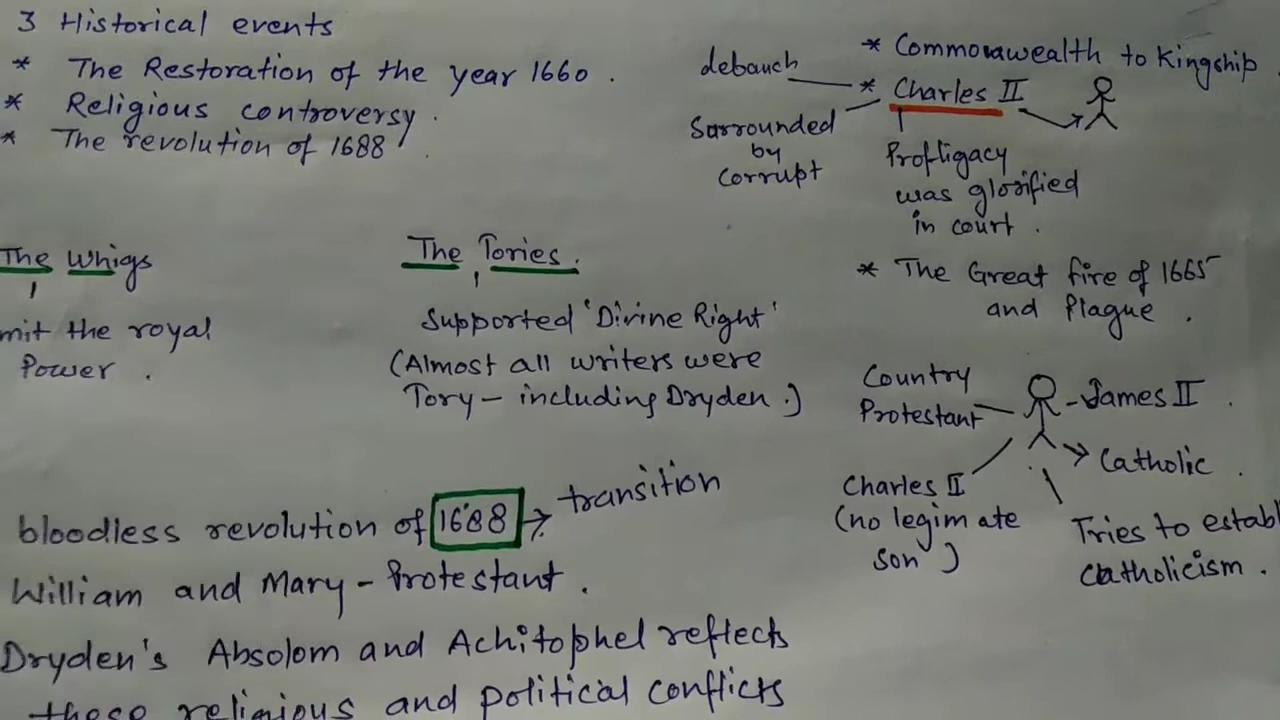 3 Historical events
* The Restoration of the year 1660 .
* Religious controversy .
* The revolution of 1688 .
* Commonawealth to Kingship .
debauch
* Charles II
Surrounded
by
corrupt
Profligacy
was glorified
in court .
The Whigs
mit the royal
Power .
The Tories .
Supported 'Divine Right'
(Almost all writers were
Tory - including Dryden .)
* The Great fire of 1665
and Plague .
Country
Protestant
- James II .
Catholic .
Charles II
(no legimate
son )
Tries to establ
Catholicism .
bloodless revolution of 1688 → transition
William and Mary - Protestant .
Dryden's Absolom and Achitophel reflects
these religious and political conflicts